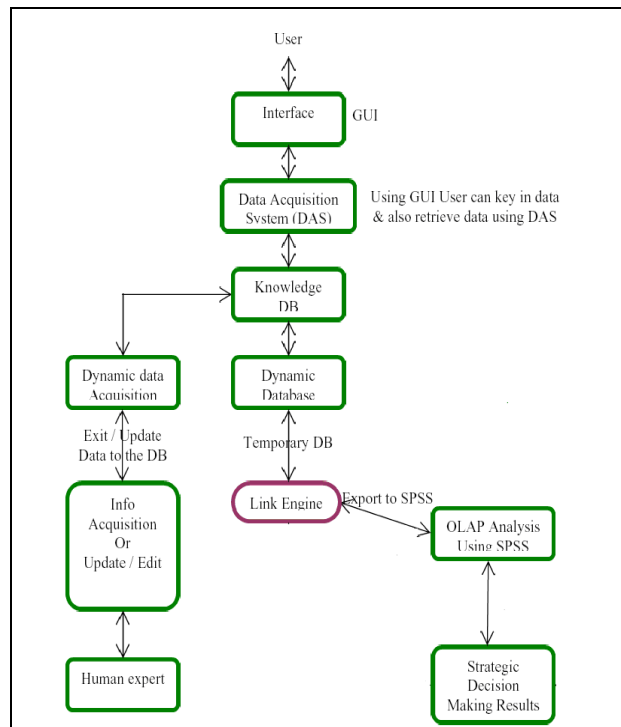 User
Interface
GUI
Data Acquisition
System (DAS)
Using GUI User can key in data
& also retrieve data using DAS
Knowledge
DB
Dynamic data
Acquisition
Dynamic
Database
Exit / Update
Data to the DB
Temporary DB
Link Engine
Export to SPSS
Info
Acquisition
Or
Update / Edit
OLAP Analysis
Using SPSS
Human expert
Strategic
Decision
Making Results